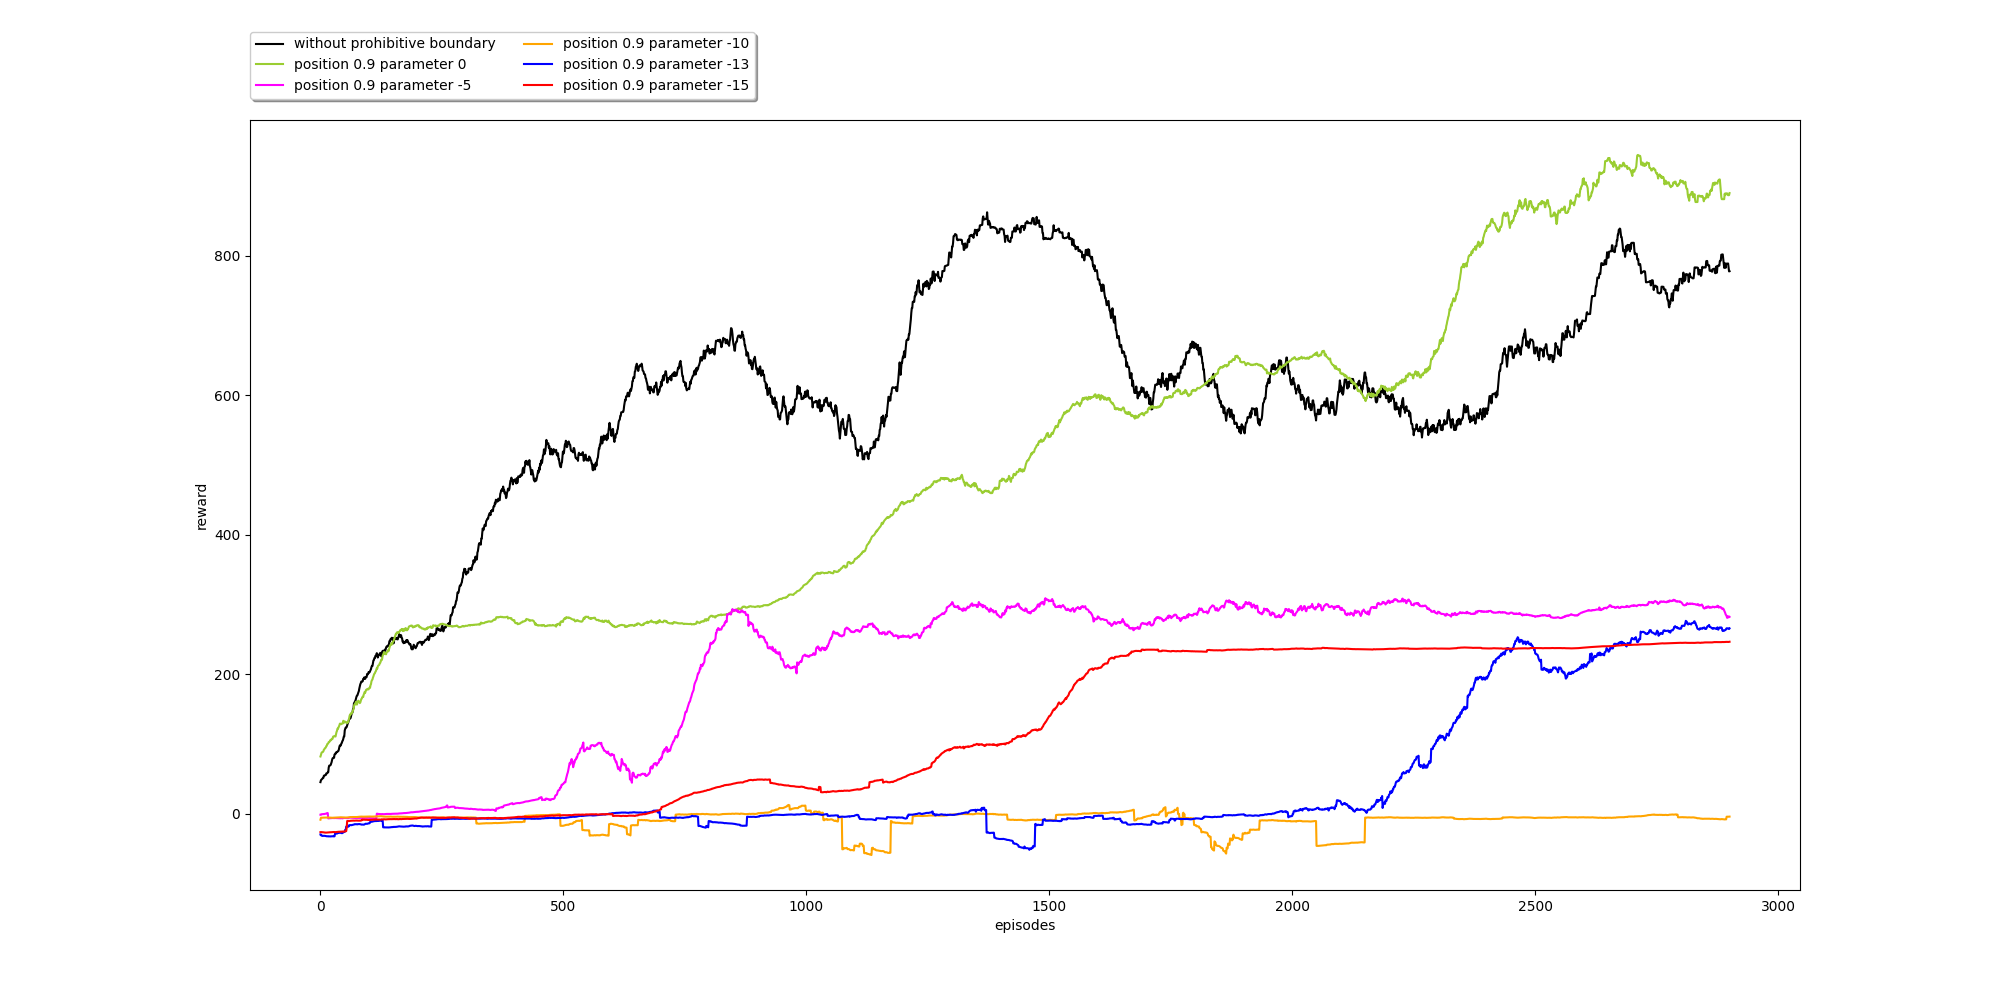 without prohibitive boundary
position 0.9 parameter 0
position 0.9 parameter -5
position 0.9 parameter -10
position 0.9 parameter -13
position 0.9 parameter -15
800
600
400
200
0
reward
0
500
1000
1500
2000
2500
3000
episodes